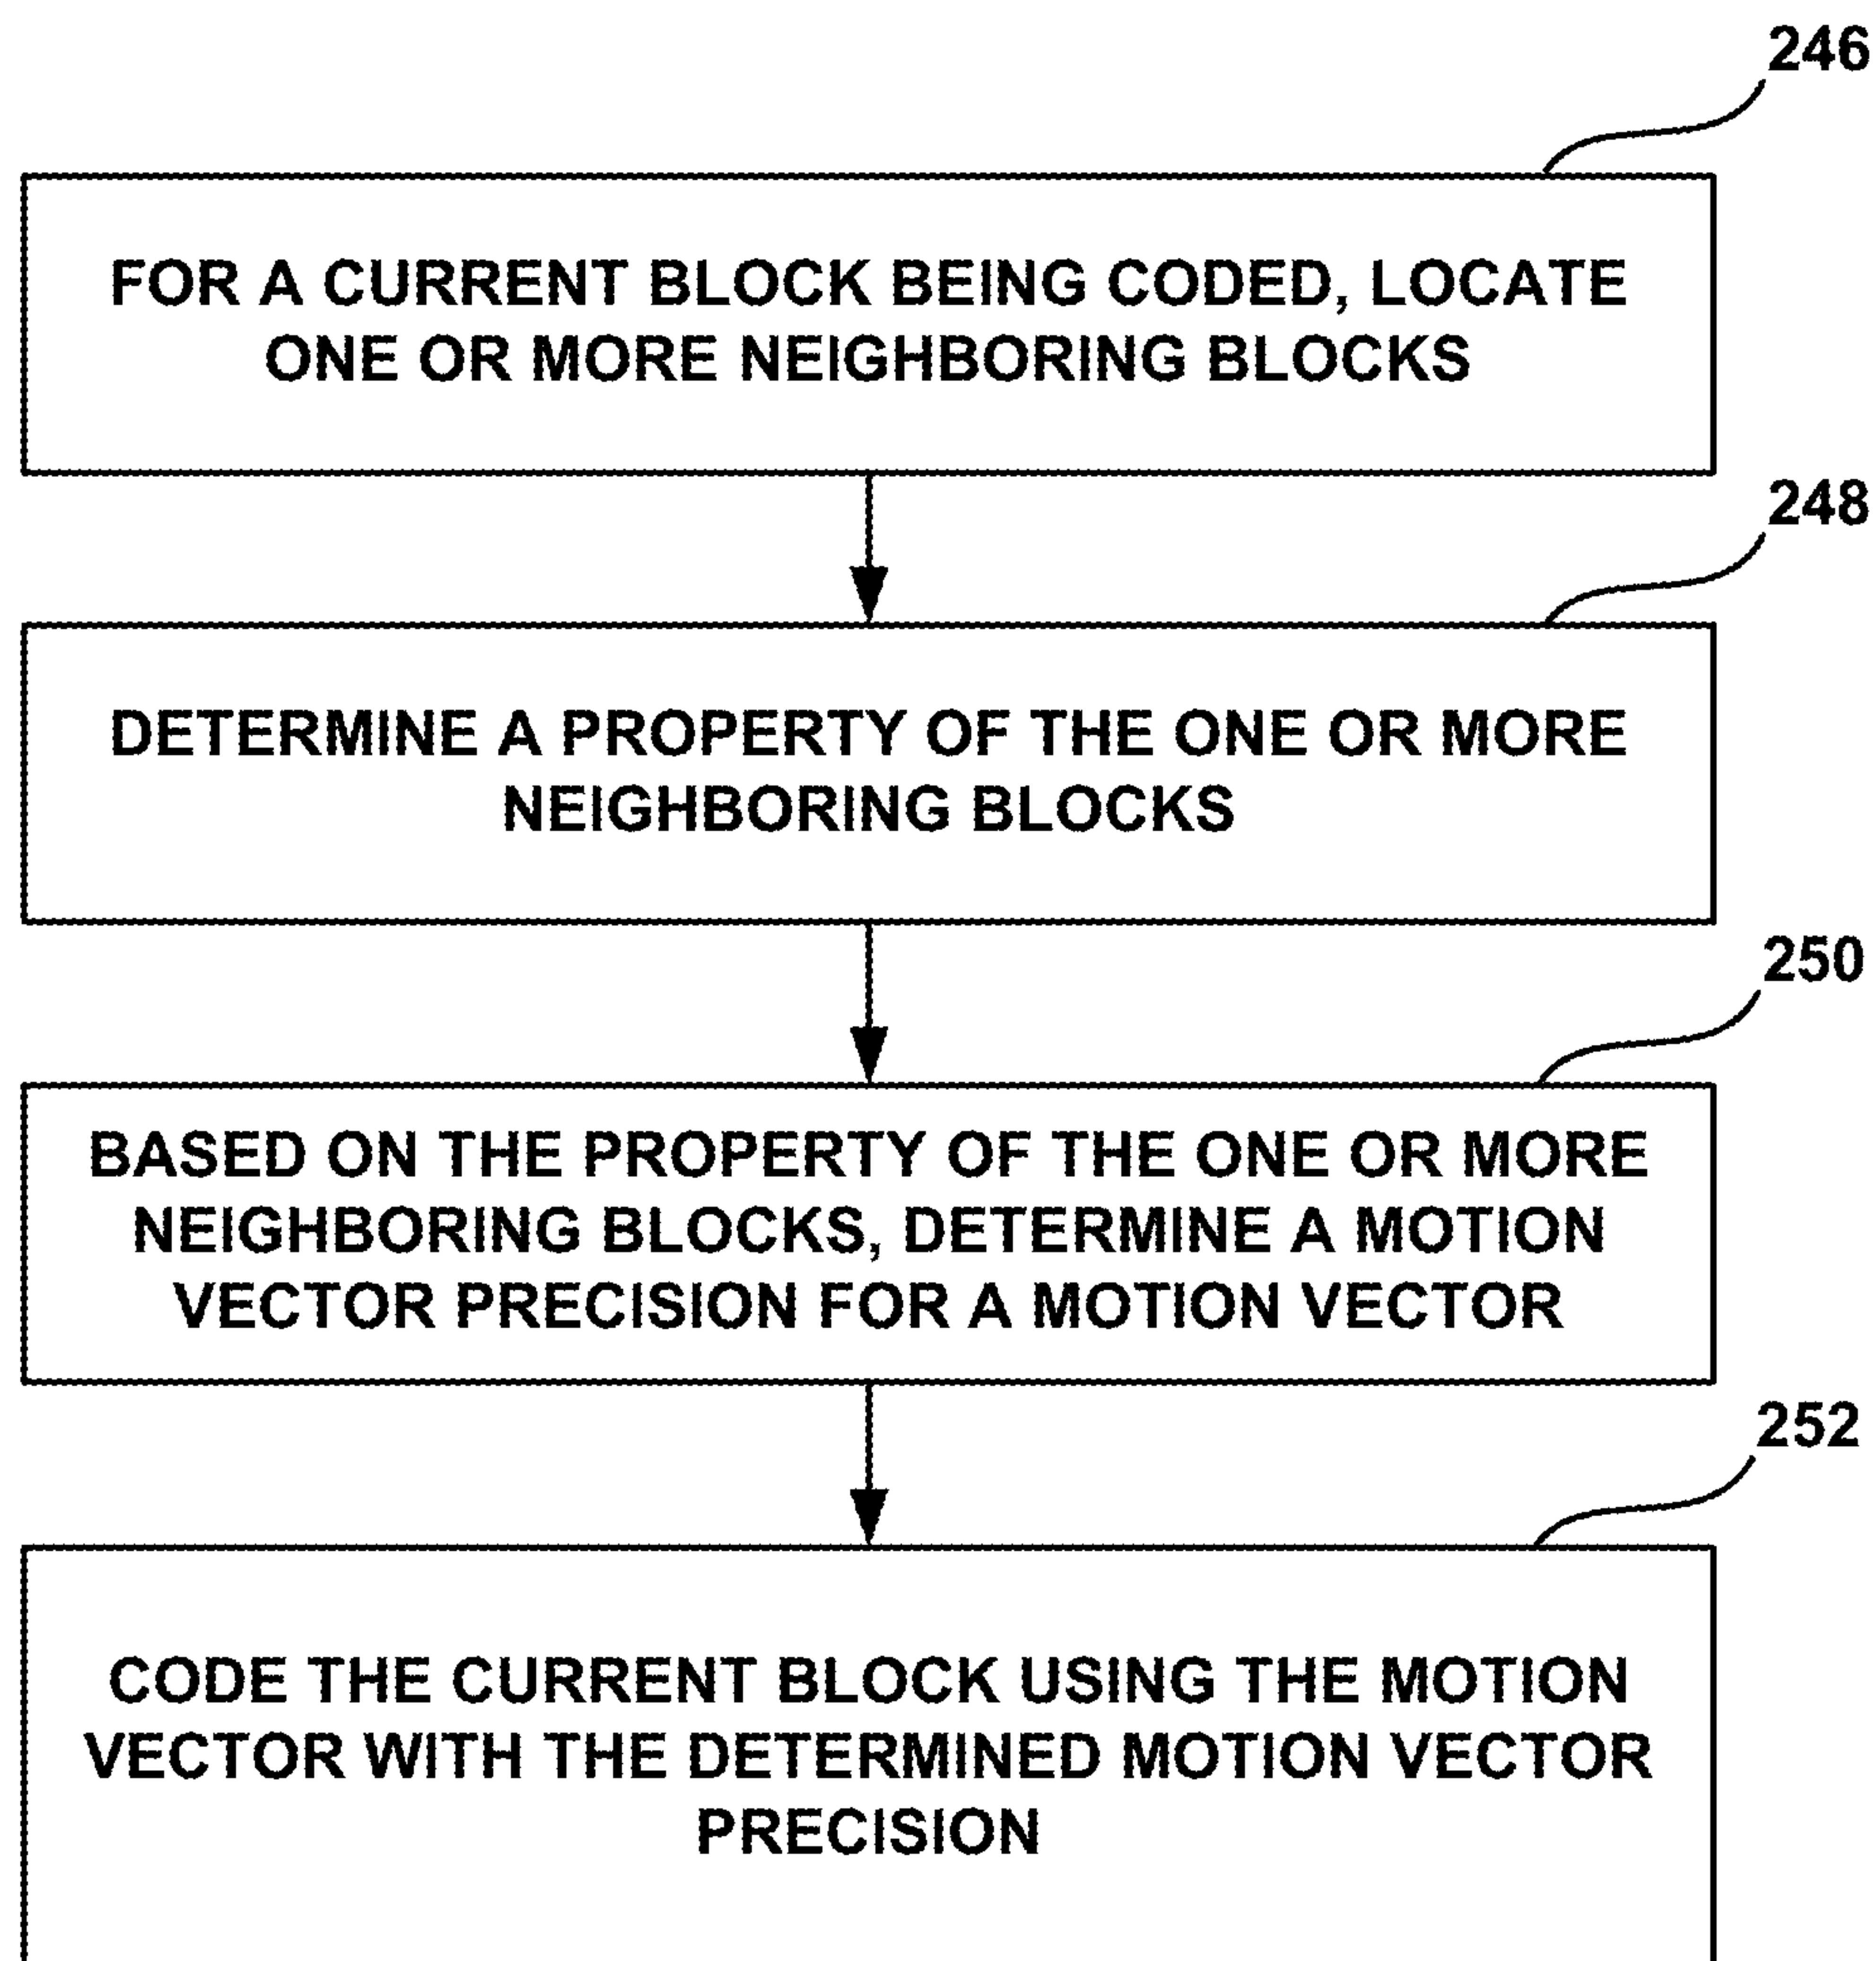 246
FOR A CURRENT BLOCK BEING CODED, LOCATE
ONE OR MORE NEIGHBORING BLOCKS
248
DETERMINE A PROPERTY OF THE ONE OR MORE
NEIGHBORING BLOCKS
250
BASED ON THE PROPERTY OF THE ONE OR MORE
NEIGHBORING BLOCKS, DETERMINE A MOTION
VECTOR PRECISION FOR A MOTION VECTOR
252
CODE THE CURRENT BLOCK USING THE MOTION
VECTOR WITH THE DETERMINED MOTION VECTOR
PRECISION